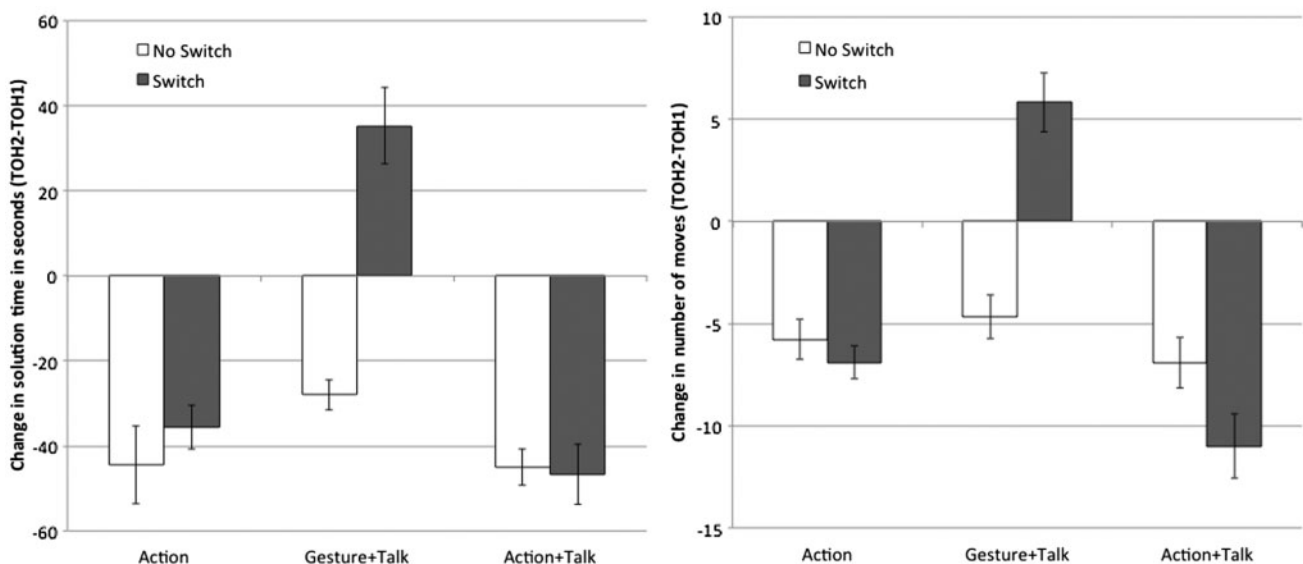 Change in solution time in seconds (TOH2-TOH1)
60
40
20
0
-20
-40
-60
No Switch
Switch
Action
Gesture+Talk
Action+Talk
Change in number of moves (TOH2-TOH1)
10
5
0
-5
-10
-15
No Switch
Switch
Action
Gesture+Talk
Action+Talk